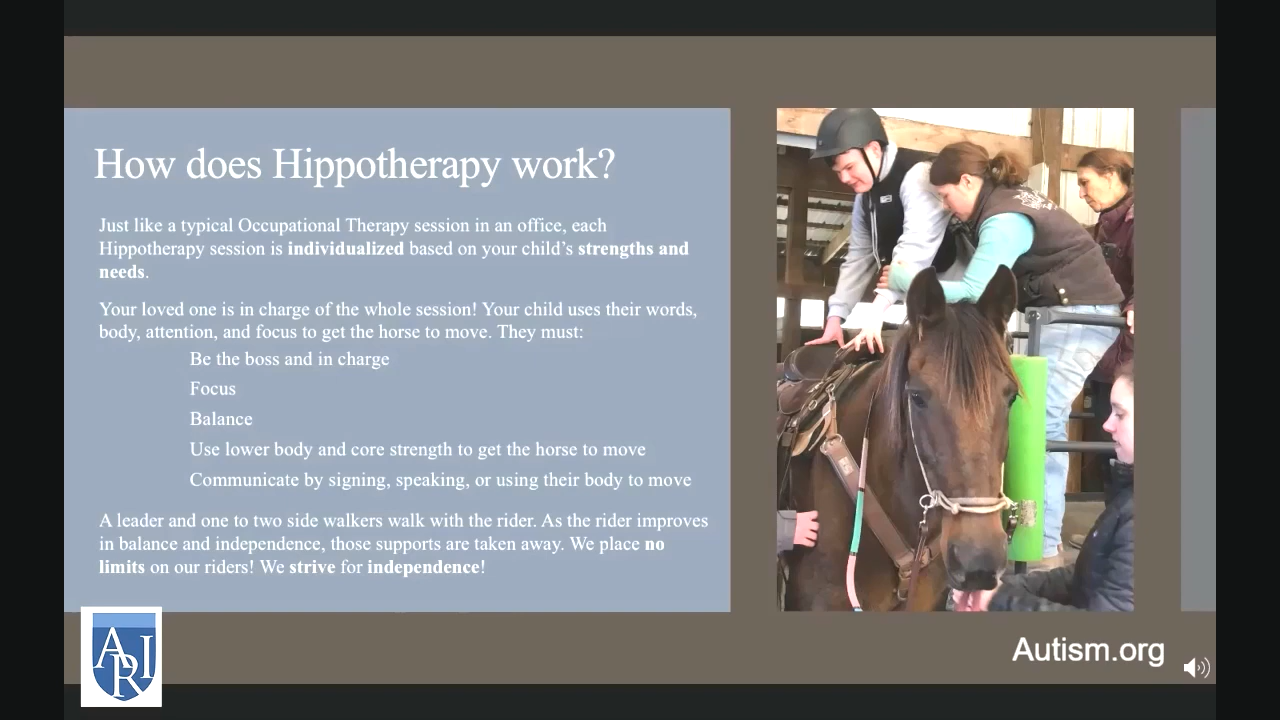 How does Hippotherapy work?
Just like a typical Occupational Therapy session in an office, each
Hippotherapy session is individualized based on your child's strengths and
needs.
Your loved one is in charge of the whole session! Your child uses their words,
body, attention, and focus to get the horse to move. They must:
Be the boss and in charge
Focus
Balance
Use lower body and core strength to get the horse to move
Communicate by signing, speaking, or using their body to move
A leader and one to two side walkers walk with the rider. As the rider improves
in balance and independence, those supports are taken away. We place no
limits on our riders! We strive for independence!
ARI
Autism.org